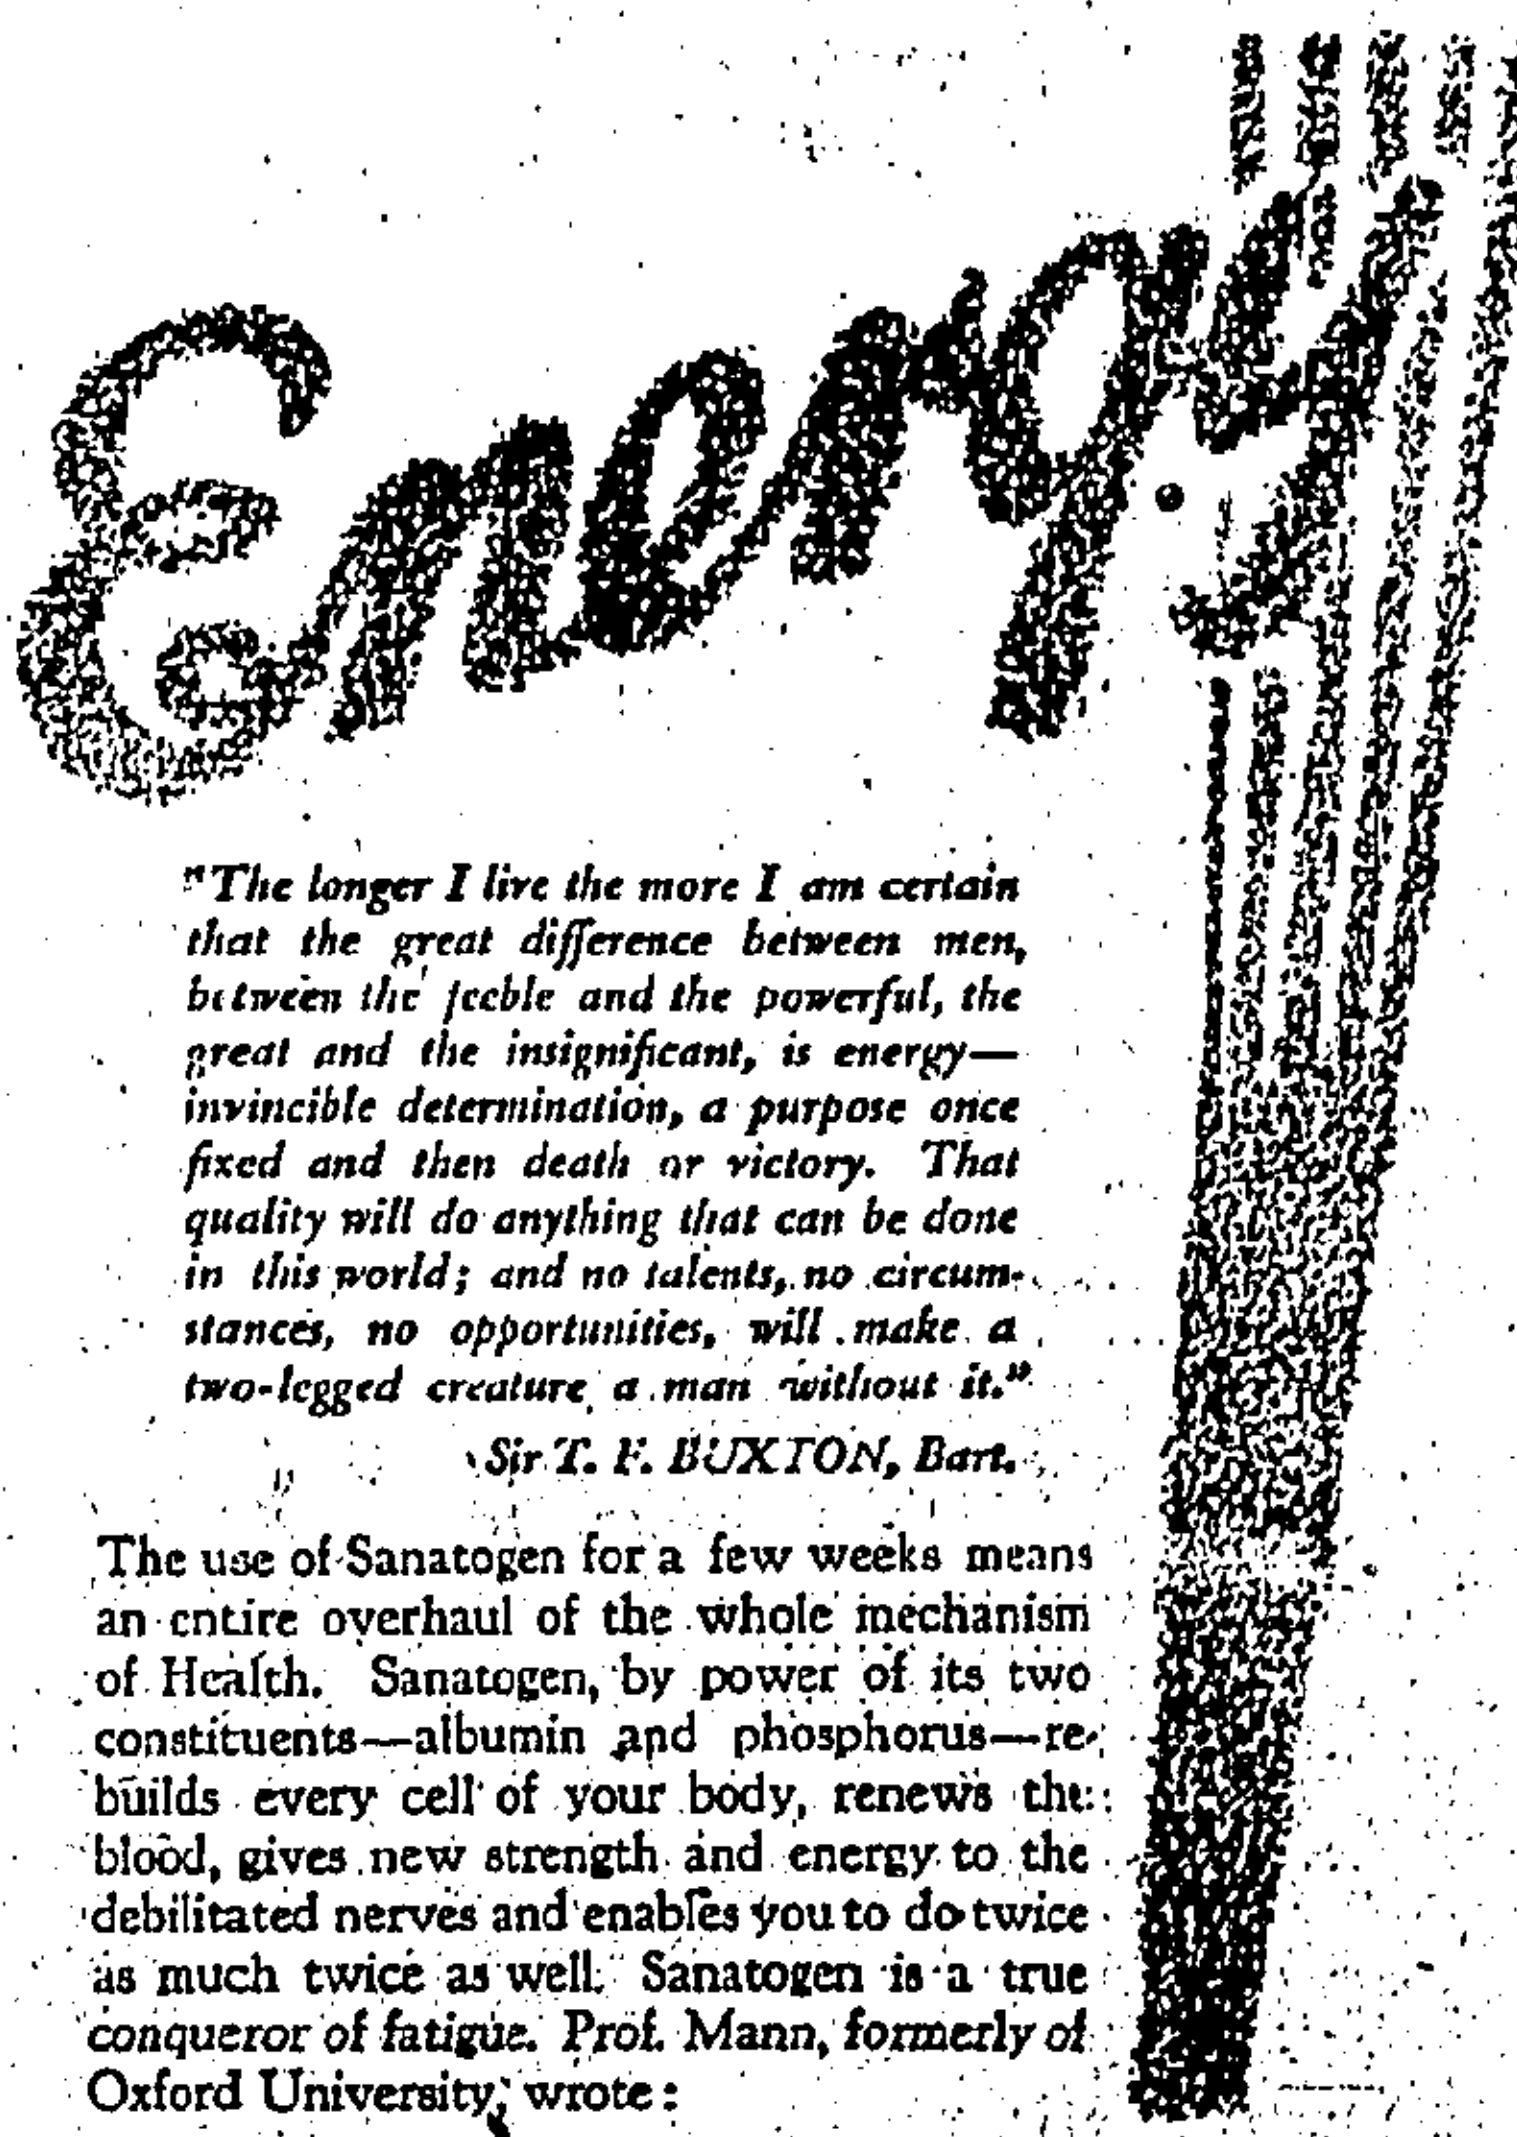 Energy
"The longer I live the more I am certain
that the great difference between men,
between the feeble and the powerful, the
great and the insignificant, is energy—
invincible determination, a purpose once
fixed and then death or victory. That
quality will do anything that can be done
in this world; and no talents, no circum-
stances, no opportunities, will make a
two-legged creature a man without it."
Sir T. F. BUXTON, Bart.
The use of Sanatogen for a few weeks means
an entire overhaul of the whole mechanism
of Health. Sanatogen, by power of its two
constituents—albumin and phosphorus—re-
builds every cell of your body, renews the
blood, gives new strength and energy to the
debilitated nerves and enables you to do twice
as much twice as well. Sanatogen is a true
conqueror of fatigue. Prof. Mann, formerly of
Oxford University, wrote: